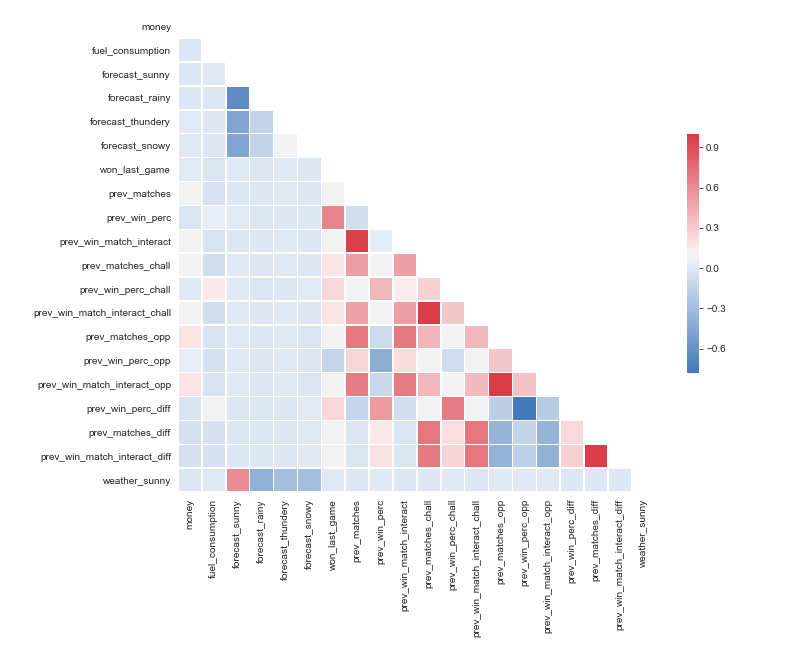 money
fuel_consumption
forecast_sunny
forecast_rainy
forecast_thundery
forecast_snowy
won_last_game
prev_matches
prev_win_perc
prev_win_match_interact
prev_matches_chall
prev_win_perc_chall
prev_win_match_interact_chall
prev_matches_opp
prev_win_perc_opp
prev_win_match_interact_opp
prev_win_perc_diff
prev_matches_diff
prev_win_match_interact_diff
weather_sunny
money
fuel_consumption
forecast_sunny
forecast_rainy
forecast_thundery
forecast_snowy
won_last_game
prev_matches
prev_win_perc
prev_win_match_interact
prev_matches_chall
prev_win_perc_chall
prev_win_match_interact_chall
prev_matches_opp
prev_win_perc_opp
prev_win_match_interact_opp
prev_win_perc_diff
prev_matches_diff
prev_win_match_interact_diff
weather_sunny
0.9
0.6
0.3
0.0
−0.3
−0.6